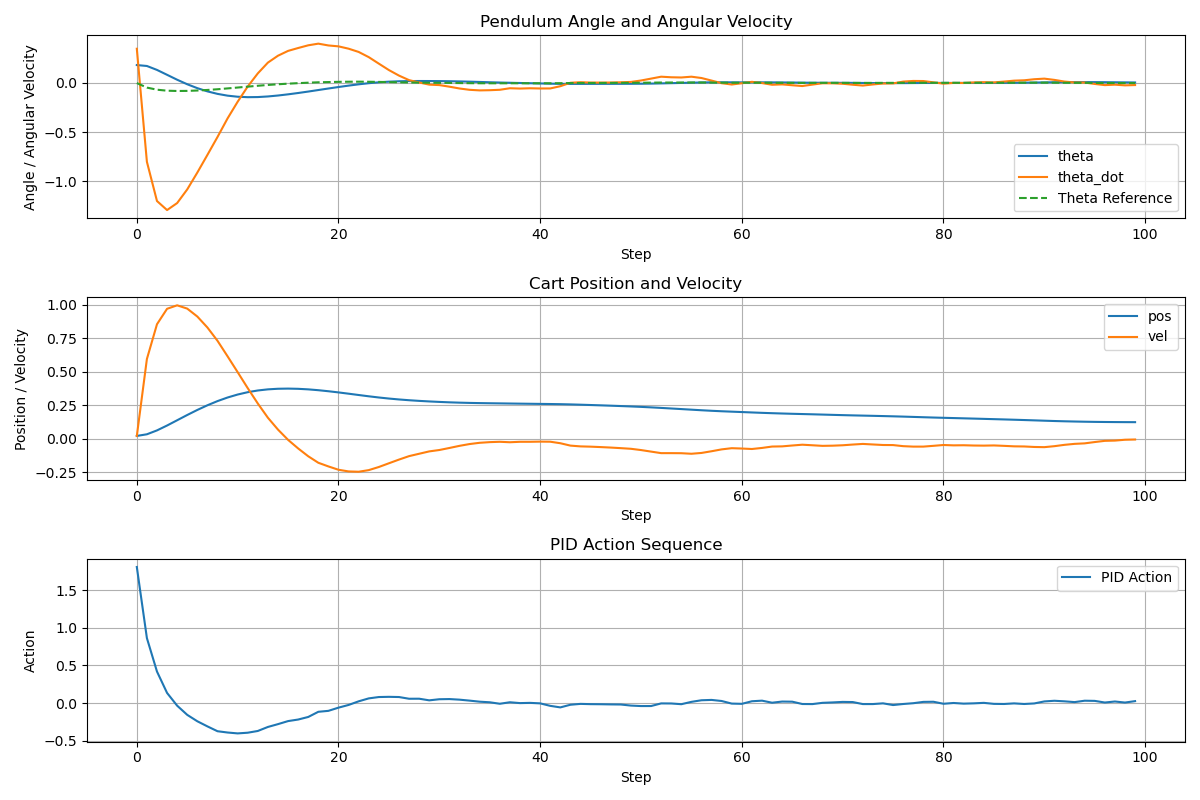 Pendulum Angle and Angular Velocity
Angle / Angular Velocity
0.0
−0.5
−1.0
theta
theta_dot
Theta Reference
0 20 40 60 80 100
Step
Cart Position and Velocity
Position / Velocity
1.00
0.75
0.50
0.25
0.00
−0.25
pos
vel
0 20 40 60 80 100
Step
PID Action Sequence
Action
1.5
1.0
0.5
0.0
−0.5
PID Action
0 20 40 60 80 100
Step